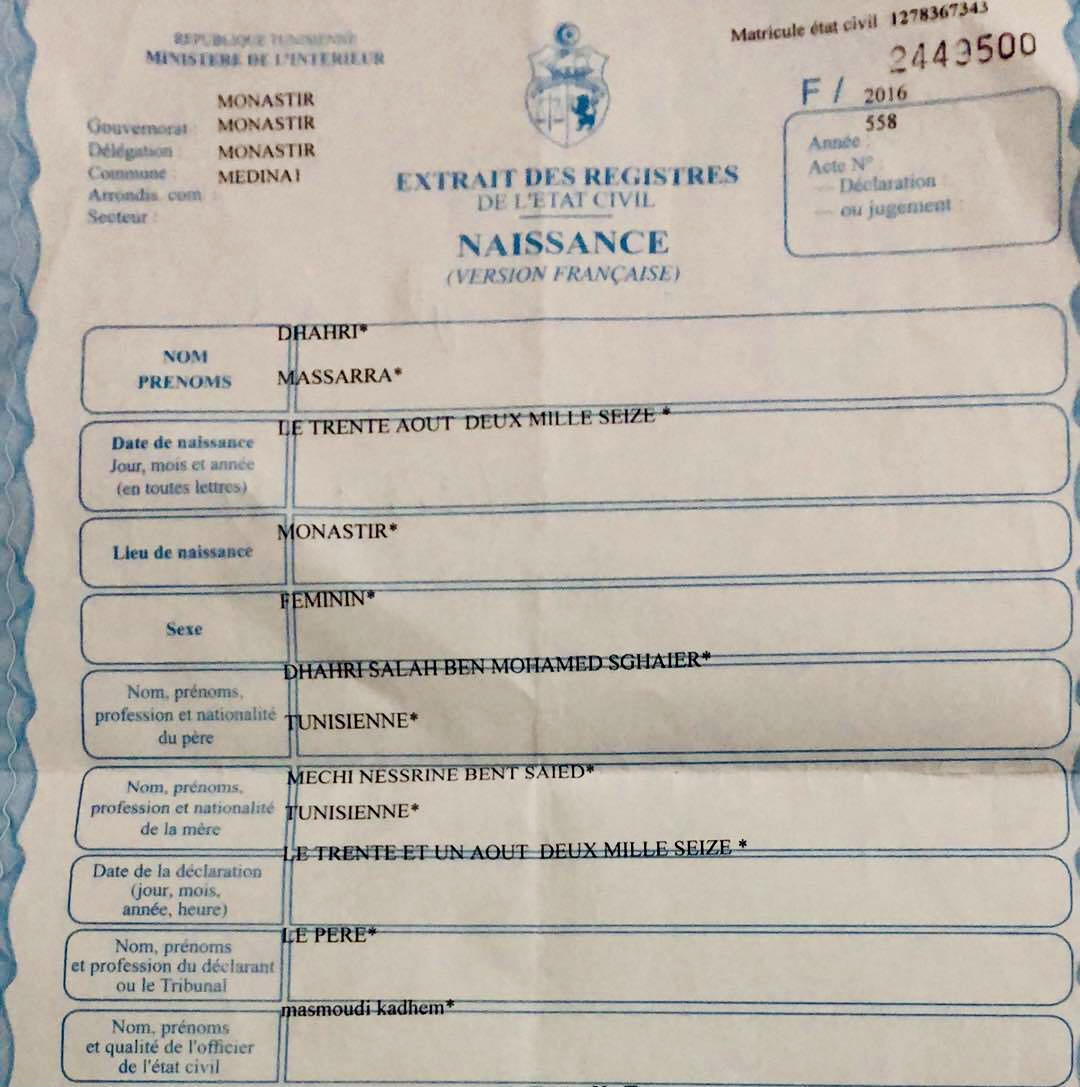 REPUBLIQUE TUNISIENNE
MINISTERE DE L'INTERIEUR
Matricule état civil 1278367343
2449500
F / 2016
558
Année :
Acte N° :
— Déclaration
— ou jugement :
MONASTIR
Gouvernorat : MONASTIR
Délégation : MONASTIR
Commune : MEDINA1
Arrondis. com :
Secteur :
EXTRAIT DES REGISTRES
DE L'ETAT CIVIL
NAISSANCE
(VERSION FRANÇAISE)
DHAHRI*
NOM
PRENOMS
MASSARRA*
LE TRENTE AOUT DEUX MILLE SEIZE *
Date de naissance
Jour, mois et année
(en toutes lettres)
MONASTIR*
Lieu de naissance
FEMININ*
Sexe
DHAHRI SALAH BEN MOHAMED SGHAIER*
Nom, prénoms,
profession et nationalité
du père
TUNISIENNE*
MECHI NESSRINE BENT SAIED*
Nom, prénoms,
profession et nationalité
de la mère
TUNISIENNE*
LE TRENTE ET UN AOUT DEUX MILLE SEIZE *
Date de la déclaration
(jour, mois,
année, heure)
LE PERE*
Nom, prénoms
et profession du déclarant
ou le Tribunal
masmoudi kadhem*
Nom, prénoms
et qualité de l'officier
de l'état civil